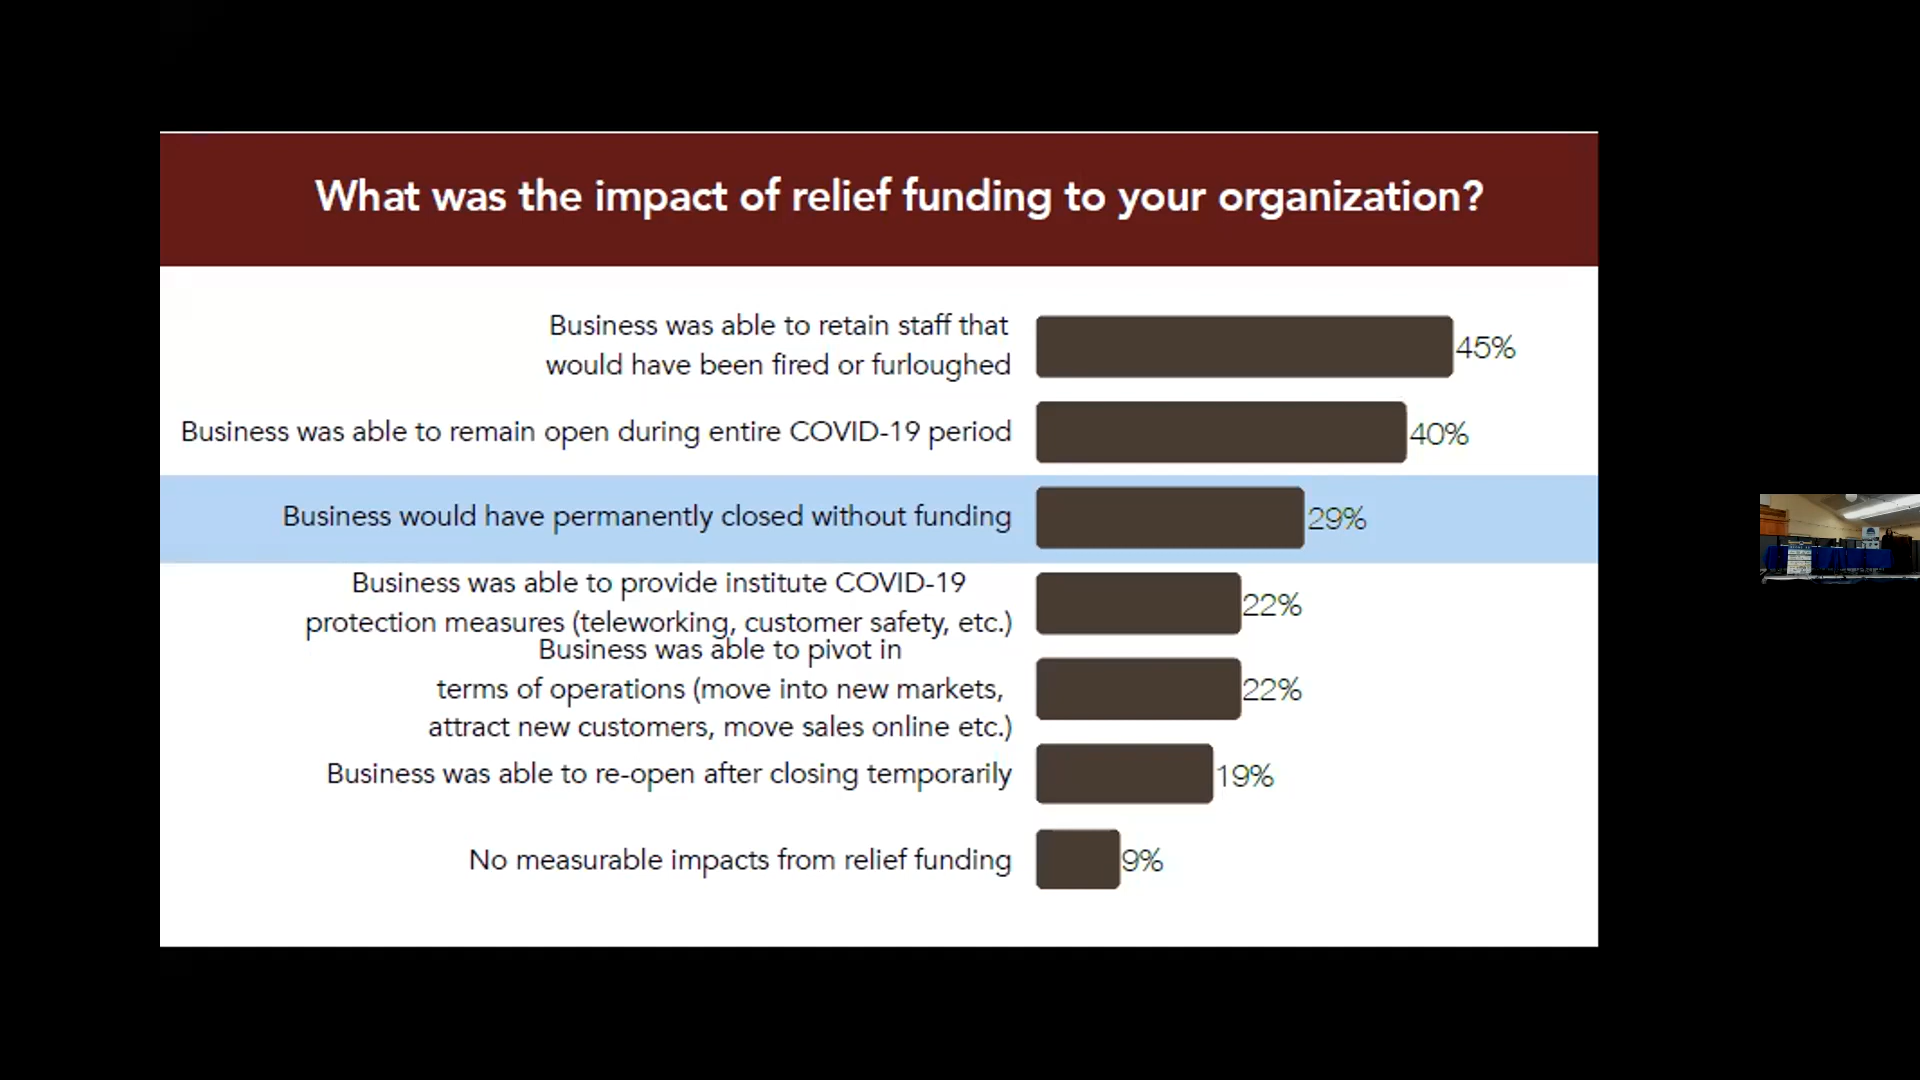 What was the impact of relief funding to your organization?
Business was able to retain staff that
would have been fired or furloughed
45%
Business was able to remain open during entire COVID-19 period
40%
Business would have permanently closed without funding
29%
Business was able to provide institute COVID-19
protection measures (teleworking, customer safety, etc.)
22%
Business was able to pivot in
terms of operations (move into new markets,
attract new customers, move sales online etc.)
22%
Business was able to re-open after closing temporarily
19%
No measurable impacts from relief funding
9%